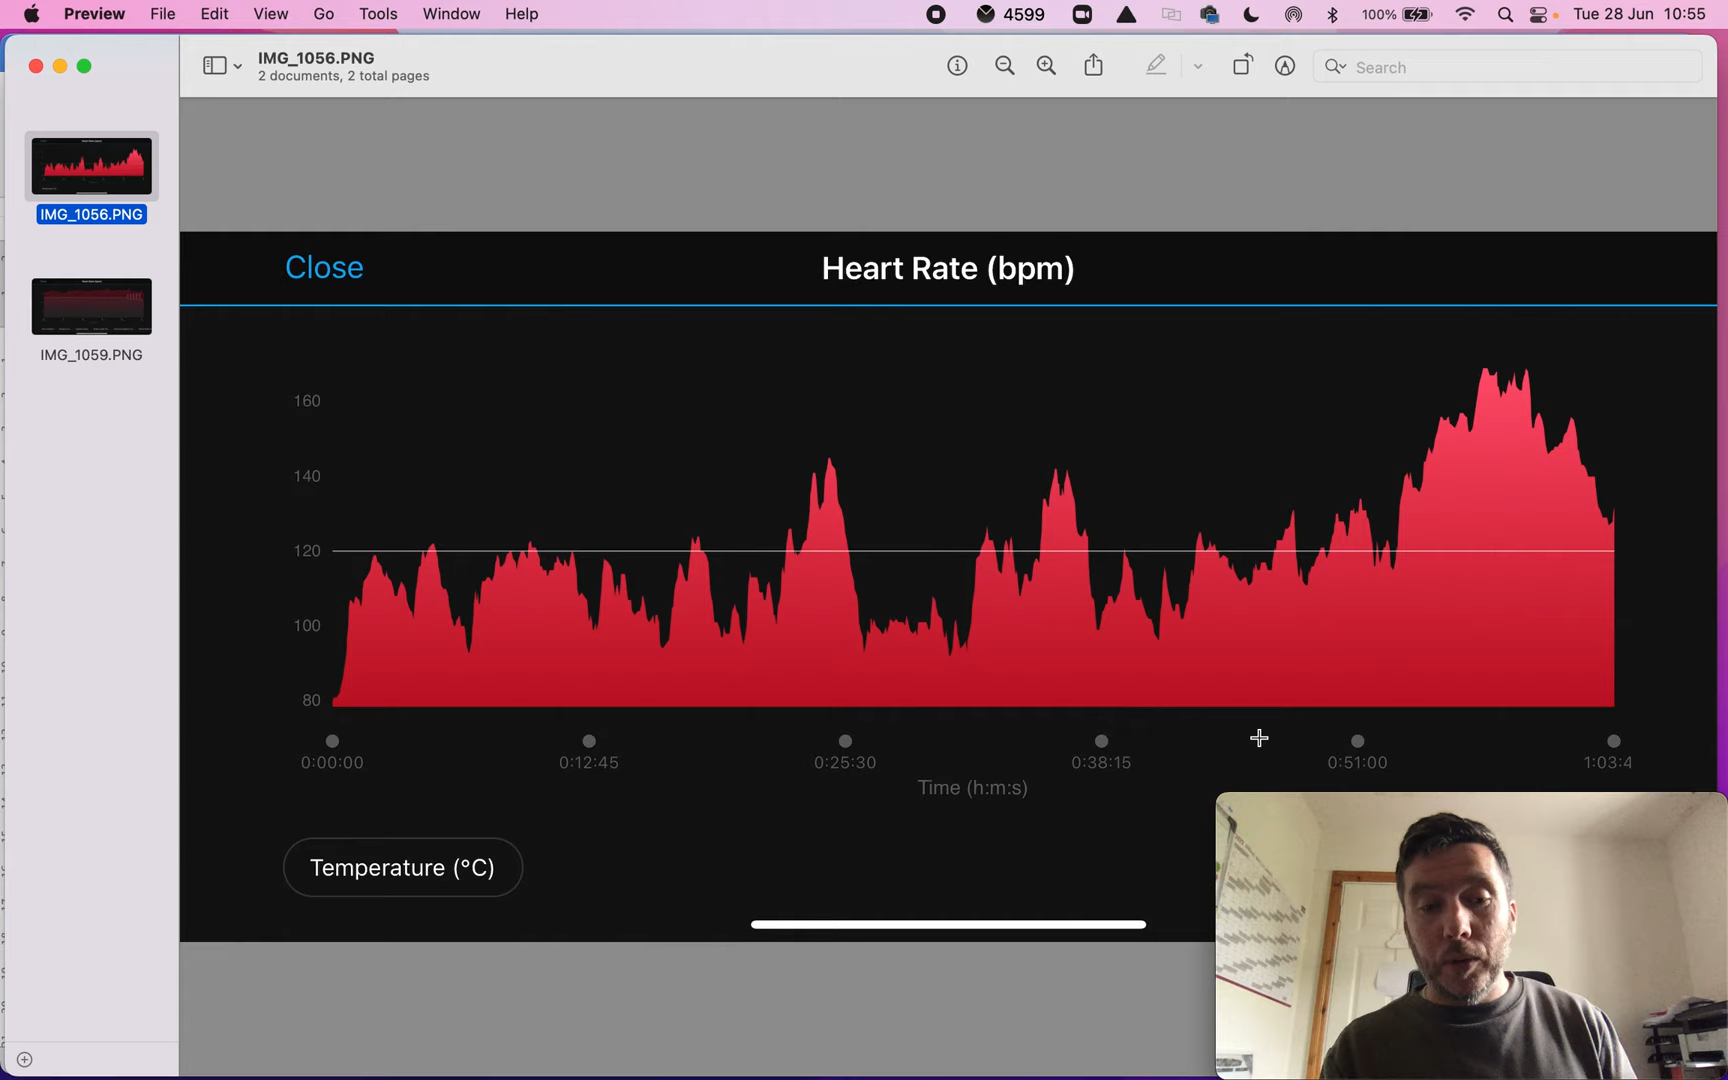 Preview File Edit View Go Tools Window Help 4599 100% Tue 28 Jun 10:55
IMG_1056.PNG
2 documents, 2 total pages
Search
IMG_1056.PNG
IMG_1059.PNG
Close
Heart Rate (bpm)
160
140
120
100
80
0:00:00 0:12:45 0:25:30 0:38:15 0:51:00 1:03:4
Time (h:m:s)
Temperature (°C)